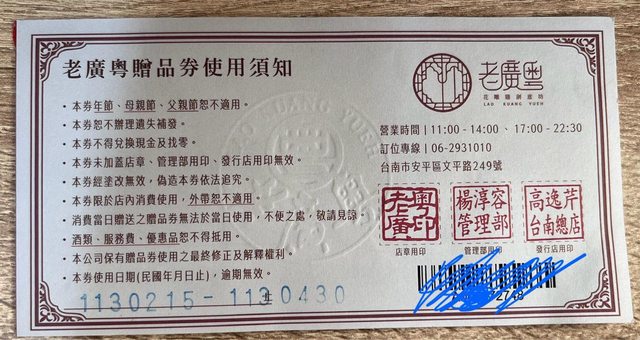 老廣粵贈品券使用須知
・本券年節、母親節、父親節恕不適用。
・本券恕不辦理遺失補發。
・本券不得兌換現金及找零。
・本券未加蓋店章、管理部用印、發行店用印無效。
・本券經塗改無效，偽造本券依法追究。
・本券限於店內消費使用，外帶恕不適用。
・消費當日贈送之贈品券無法於當日使用，不便之處，敬請見諒。
・酒類、服務費、優惠品恕不得抵用。
・本公司保有贈品券使用之最終修正及解釋權利。
・本券使用日期(民國年月日止)，逾期無效。
1130215-1130430
老廣粵
花雕雞創意坊
LAO KUANG YUEH
營業時間 | 11:00 - 14:00 、 17:00 - 22:30
訂位專線 | 06-2931010
台南市安平區文平路249號
老廣粵印
楊淳容
管理部
高逸芹
台南總店
店章用印
管理部用印
發行店用印
2748